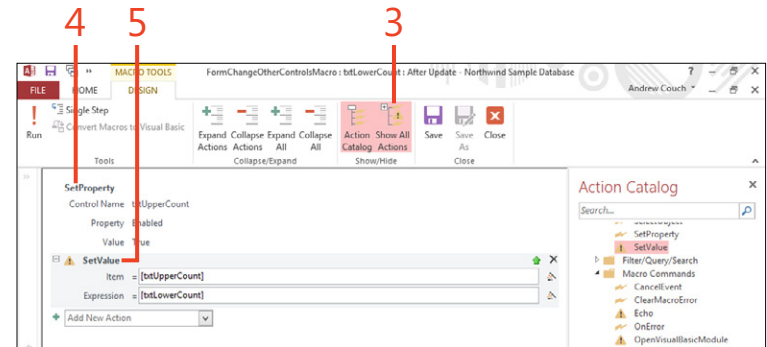 4 5 3
MACRO TOOLS FormChangeOtherControlsMacro : txtLowerCount : After Update - Northwind Sample Database ?
FILE HOME DESIGN Andrew Couch
Run
Single Step
Convert Macros to Visual Basic
Expand Actions
Collapse Actions
Expand All
Collapse All
Action Catalog
Show All Actions
Save
Save As
Close
Tools Collapse/Expand Show/Hide Close
SetProperty
Control Name txtUpperCount
Property Enabled
Value True
SetValue
Item = [txtUpperCount]
Expression = [txtLowerCount]
Add New Action
Action Catalog
Search...
SelectObject
SetProperty
SetValue
Filter/Query/Search
Macro Commands
CancelEvent
ClearMacroError
Echo
OnError
OpenVisualBasicModule